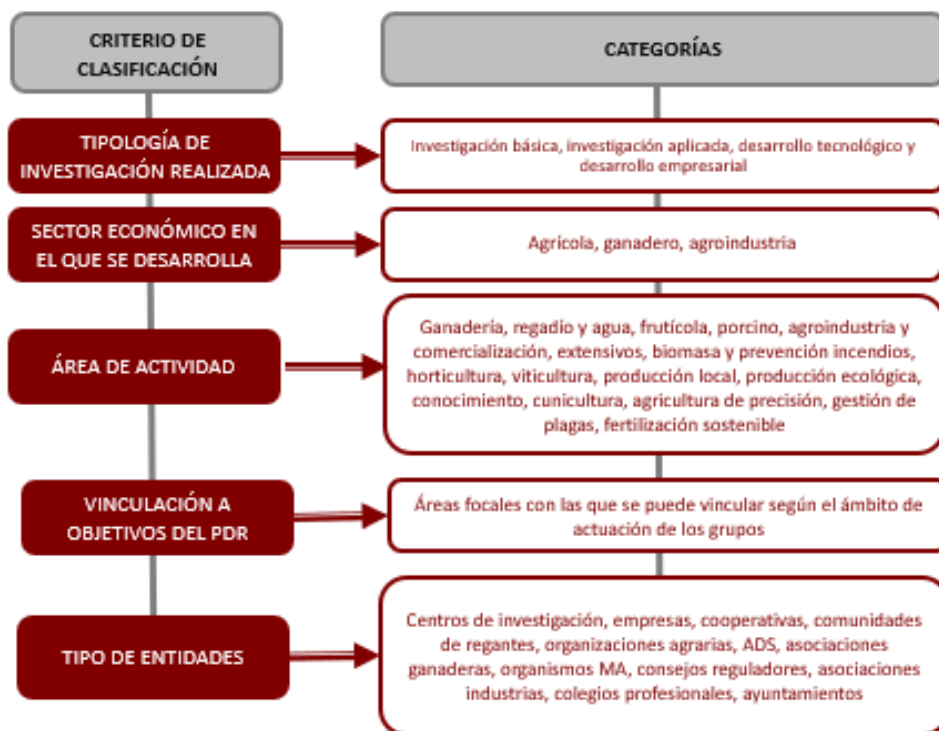 CRITERIO DE
CLASIFICACIÓN
CATEGORÍAS
TIPOLOGÍA DE
INVESTIGACIÓN REALIZADA
Investigación básica, investigación aplicada, desarrollo tecnológico y
desarrollo empresarial
SECTOR ECONÓMICO EN
EL QUE SE DESARROLLA
Agrícola, ganadero, agroindustria
ÁREA DE ACTIVIDAD
Ganadería, regadío y agua, frutícola, porcino, agroindustria y
comercialización, extensivos, biomasa y prevención incendios,
horticultura, viticultura, producción local, producción ecológica,
conocimiento, cunicultura, agricultura de precisión, gestión de
plagas, fertilización sostenible
VINCULACIÓN A
OBJETIVOS DEL PDR
Áreas focales con las que se puede vincular según el ámbito de
actuación de los grupos
TIPO DE ENTIDADES
Centros de investigación, empresas, cooperativas, comunidades
de regantes, organizaciones agrarias, ADS, asociaciones
ganaderas, organismos MA, consejos reguladores, asociaciones
industrias, colegios profesionales, ayuntamientos